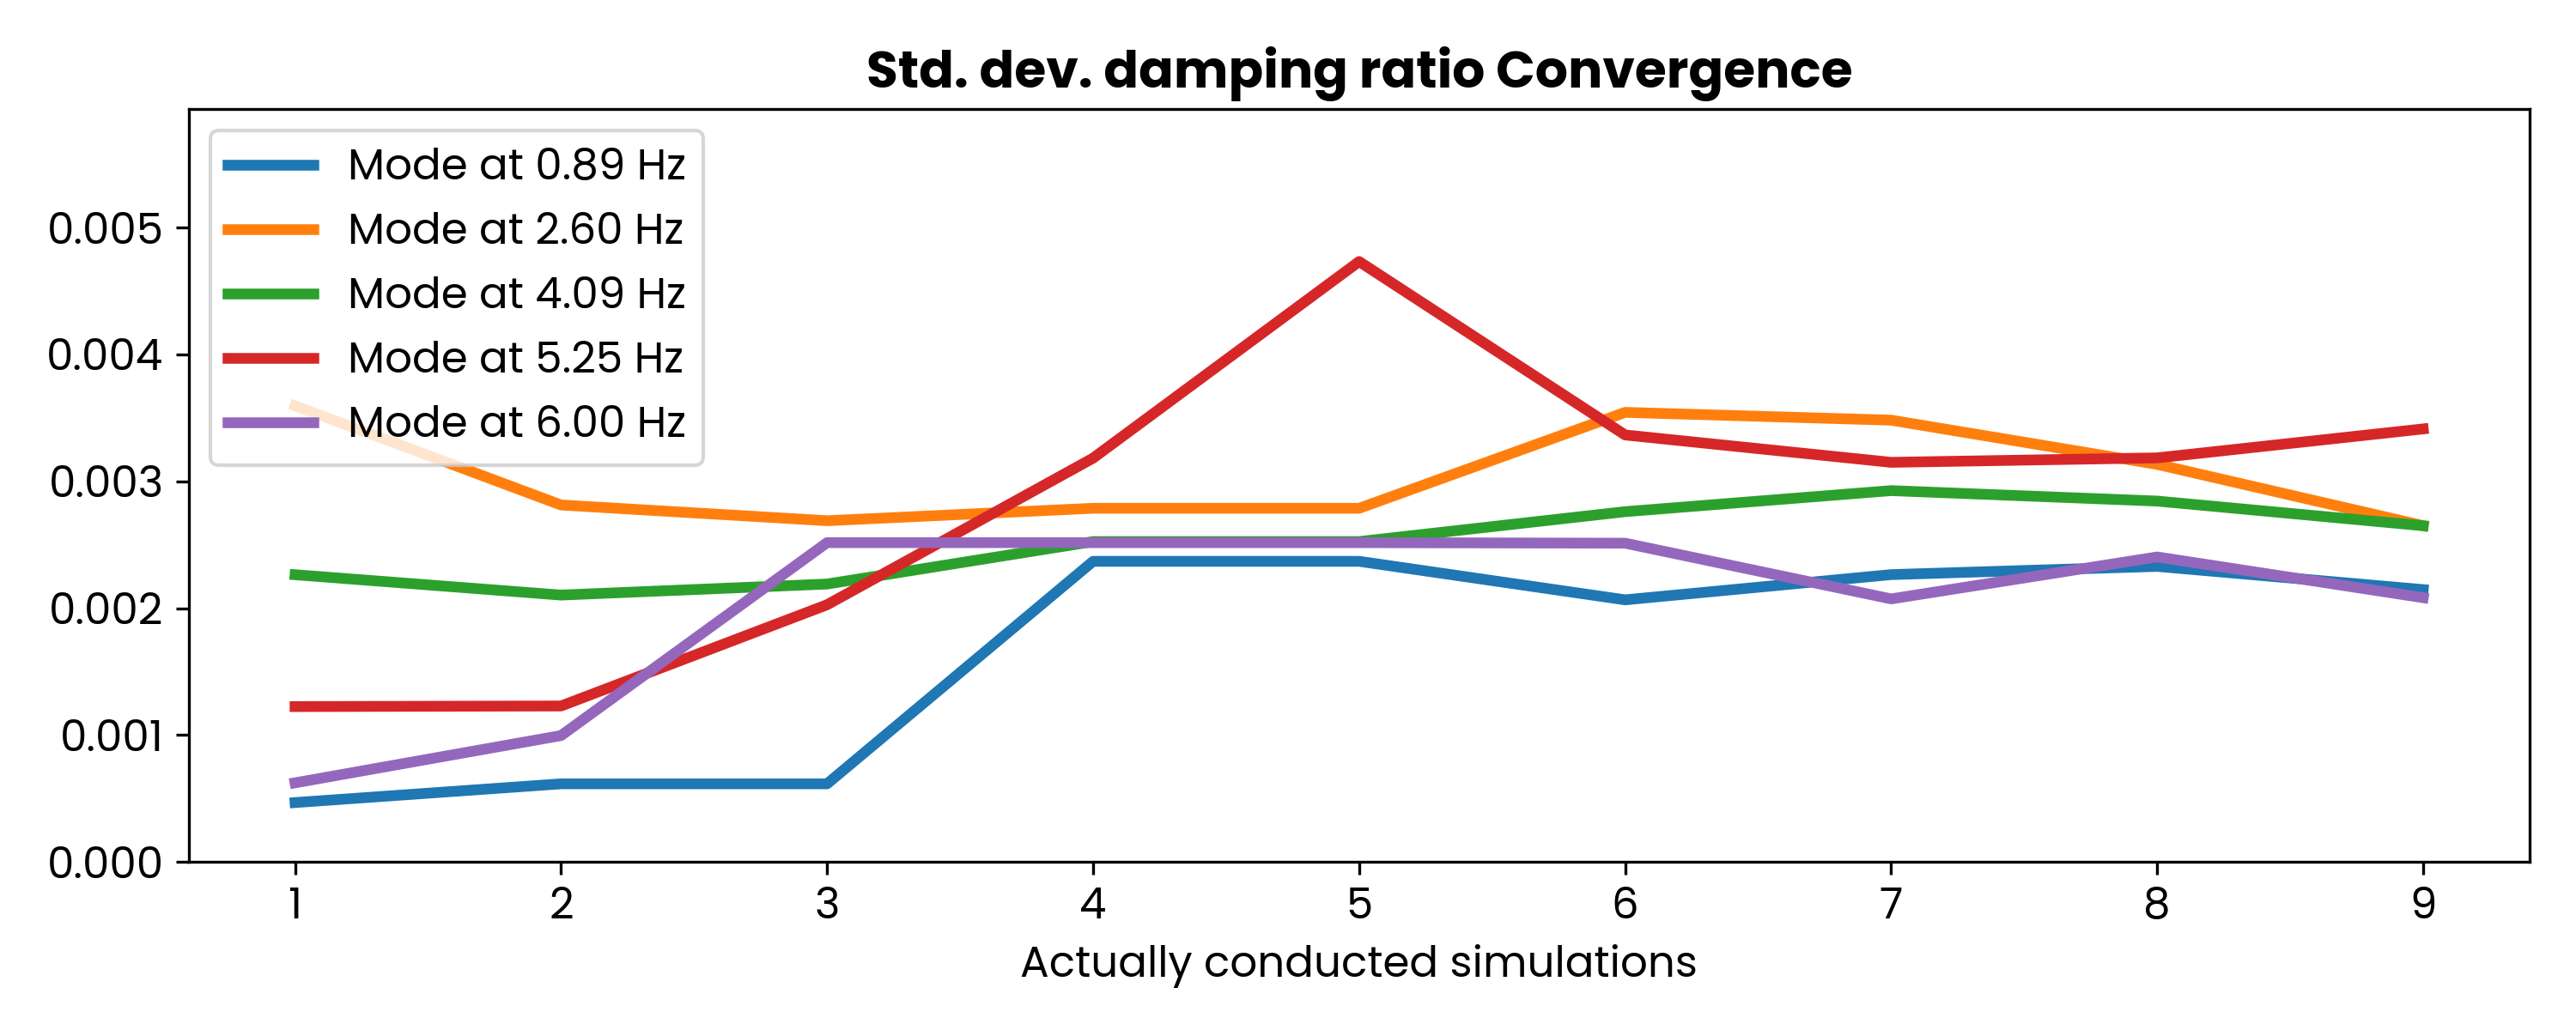 Std. dev. damping ratio Convergence
Mode at 0.89 Hz
Mode at 2.60 Hz
Mode at 4.09 Hz
Mode at 5.25 Hz
Mode at 6.00 Hz
0.005
0.004
0.003
0.002
0.001
0.000
1 2 3 4 5 6 7 8 9
Actually conducted simulations